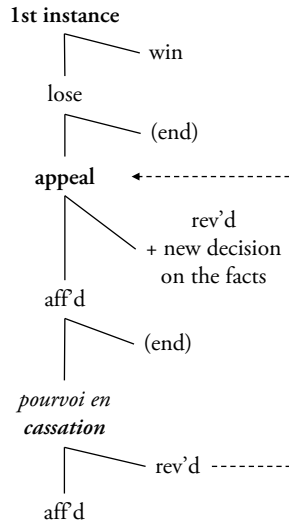 1st instance
win
lose
(end)
appeal
rev'd
+ new decision
on the facts
aff'd
(end)
pourvoi en
cassation
rev'd
aff'd